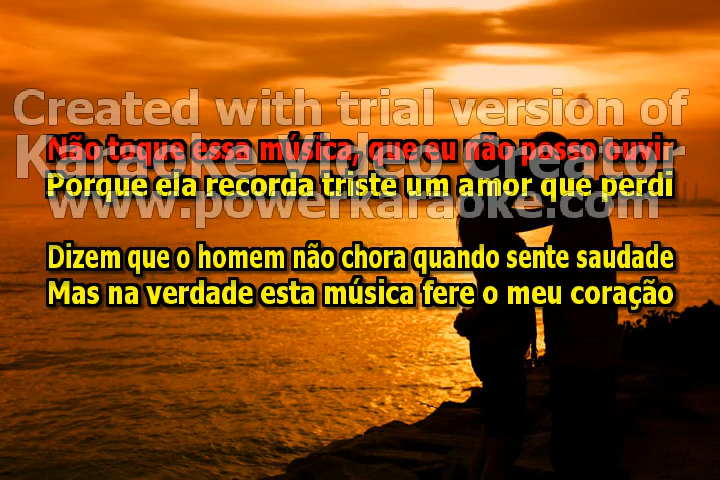 Created with trial version of
Não toque essa música, que eu não posso ouvir
Karaoke Video Creator
Porque ela recorda triste um amor que perdi
www.powerkaraoke.com
Dizem que o homem não chora quando sente saudade
Mas na verdade esta música fere o meu coração